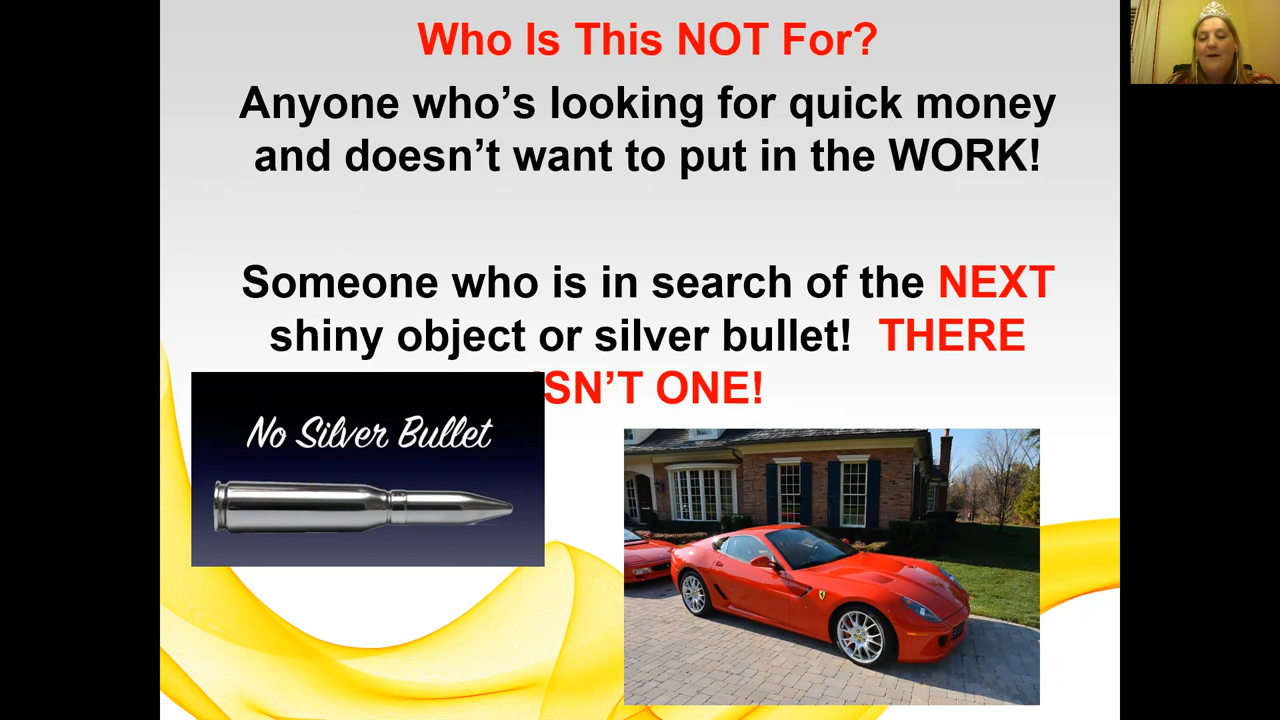 Who Is This NOT For?
Anyone who’s looking for quick money
and doesn’t want to put in the WORK!
Someone who is in search of the NEXT
shiny object or silver bullet!  THERE
SN’T ONE!
No Silver Bullet